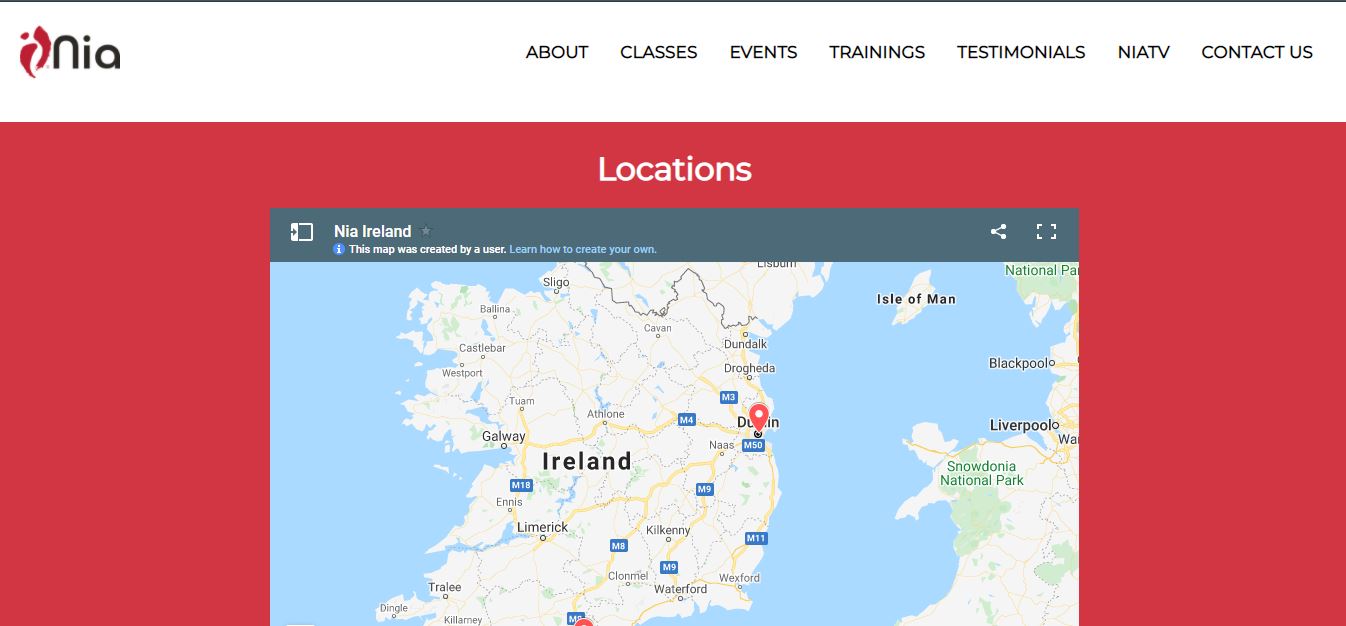 Nia
ABOUT CLASSES EVENTS TRAININGS TESTIMONIALS NIATV CONTACT US
Locations
Nia Ireland
This map was created by a user. Learn how to create your own.
Lisburn
National Par
Sligo
Isle of Man
Ballina
Cavan
Dundalk
Castlebar
Blackpool
Westport
Drogheda
M3
Tuam
Athlone
M4
Dublin
Liverpool
Galway
Naas
M50
War
Ireland
Snowdonia
National Park
M18
M9
Ennis
Limerick
Kilkenny
M11
M8
M9
Clonmel
Wexford
Tralee
Waterford
Dingle
Killarney
M8